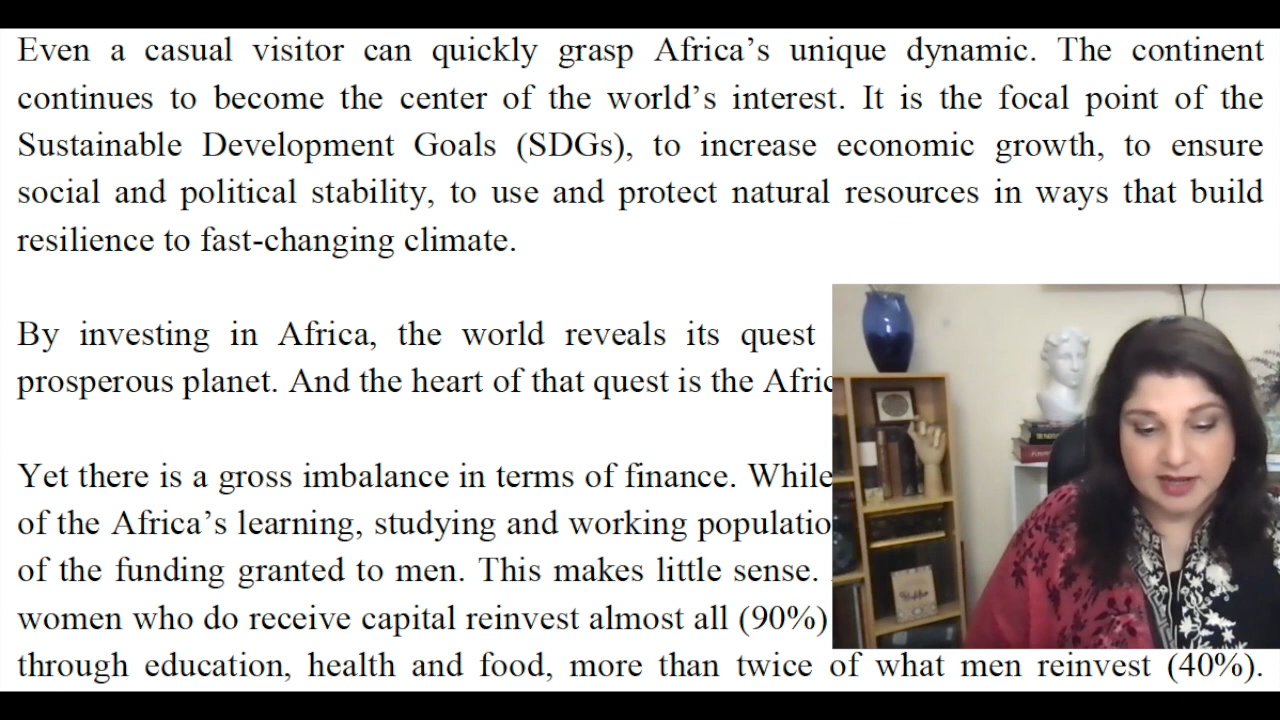 Even a casual visitor can quickly grasp Africa’s unique dynamic. The continent
continues to become the center of the world’s interest. It is the focal point of the
Sustainable Development Goals (SDGs), to increase economic growth, to ensure
social and political stability, to use and protect natural resources in ways that build
resilience to fast-changing climate.
By investing in Africa, the world reveals its quest
prosperous planet. And the heart of that quest is the
Yet there is a gross imbalance in terms of finance. While
of the Africa’s learning, studying and working
of the funding granted to men. This makes little sense.
women who do receive capital reinvest almost all (90%)
through education, health and food, more than twice of what men reinvest (40%).